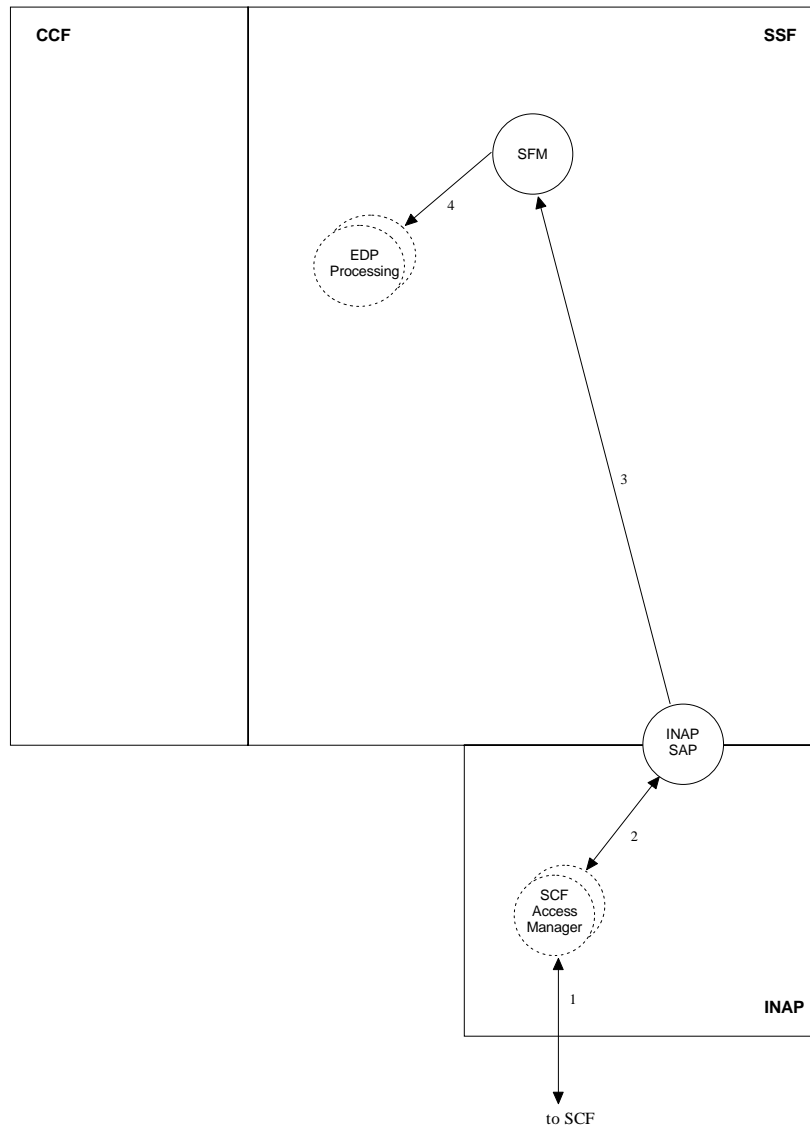 CCF
SSF
SFM
4
EDP
Processing
3
INAP
SAP
2
SCF
Access
Manager
1
INAP
to SCF